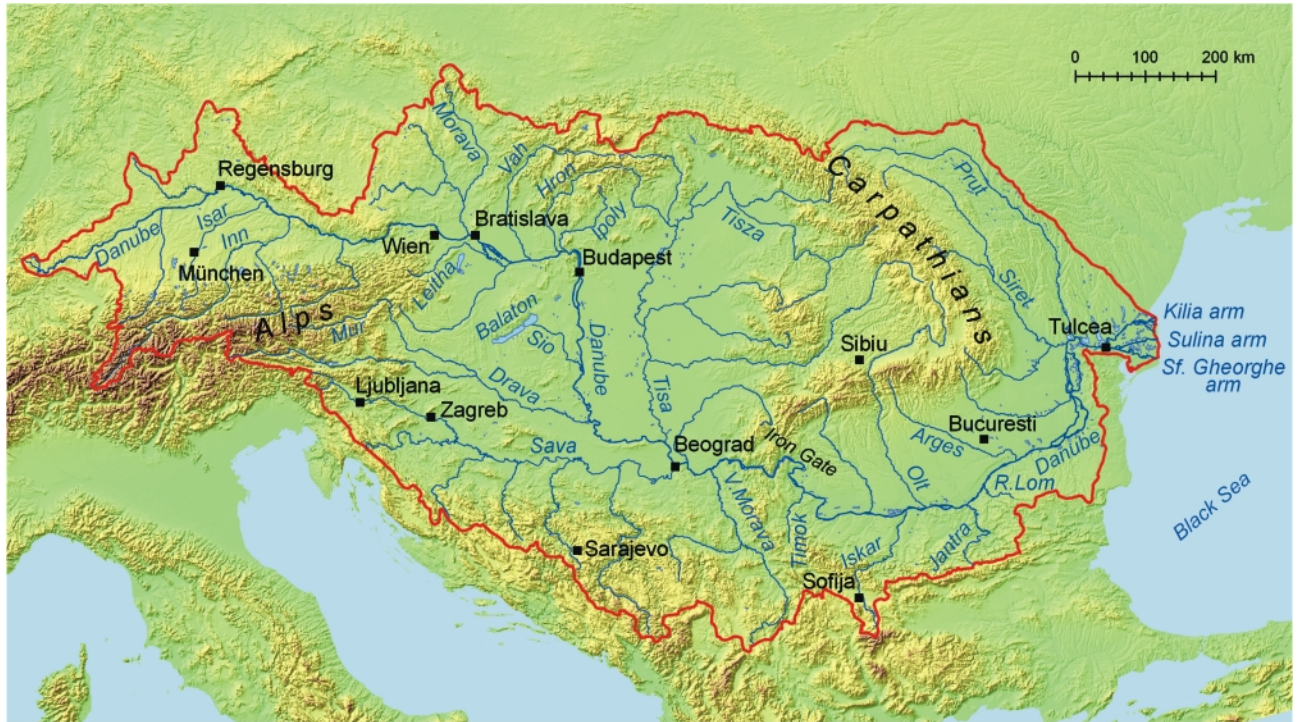 0 100 200 km
Morava
Vah
Hron
Ipoly
Regensburg
Carpathians
Prut
Danube
Isar
Inn
München
Wien
Bratislava
Tisza
Budapest
Leitha
Alps
Mur
Balaton
Sio
Danube
Siret
Kilia arm
Tulcea
Sulina arm
Sf. Gheorghe
arm
Sibiu
Ljubljana
Drava
Tisa
Zagreb
Bucuresti
Sava
Beograd
Iron Gate
Arges
Olt
Danube
R.Lom
V.Morava
Timok
Iskar
Jantra
Black Sea
Sarajevo
Sofija